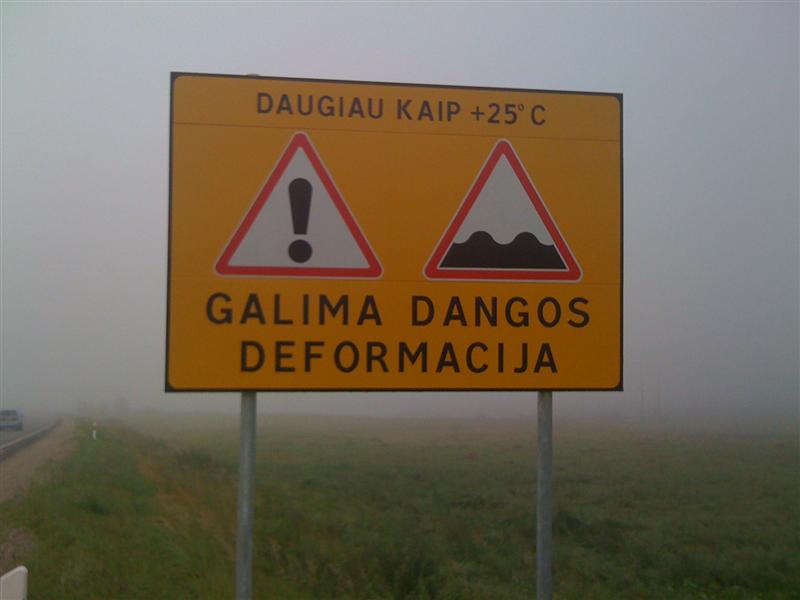 DAUGIAU KAIP +25°C
GALIMA DANGOS
DEFORMACIJA